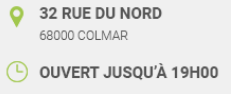 32 RUE DU NORD
68000 COLMAR
OUVERT JUSQU'À 19H00